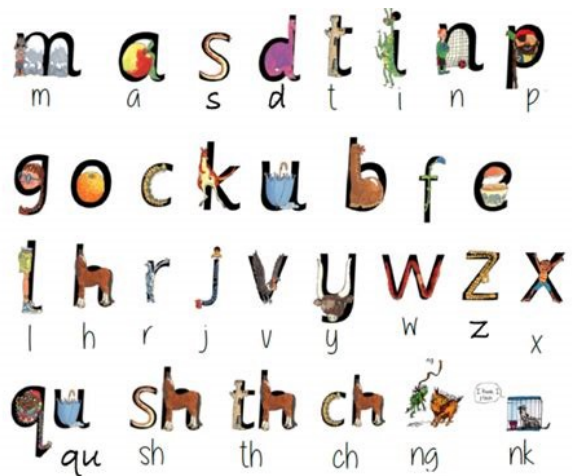 m a s d t i n p
m a s d t i n p
g o c k u b f e
l h r j v y w z x
l h r j v y w z x
qu sh th ch
qu sh th ch ng nk